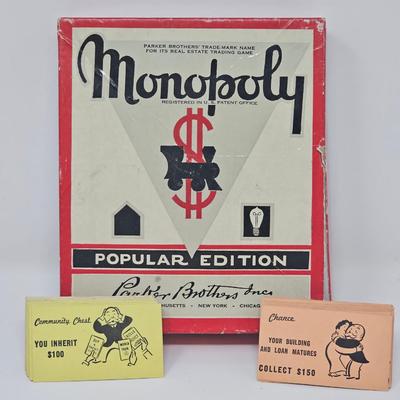 PARKER BROTHERS' TRADE-MARK NAME
FOR ITS REAL ESTATE TRADING GAME
Monopoly
REGISTERED IN U.S. PATENT OFFICE
POPULAR EDITION
Parker Brothers Inc.
NEW YORK · CHICAGO
Community Chest
YOU INHERIT
$100
Chance
YOUR BUILDING
AND LOAN MATURES
COLLECT $150